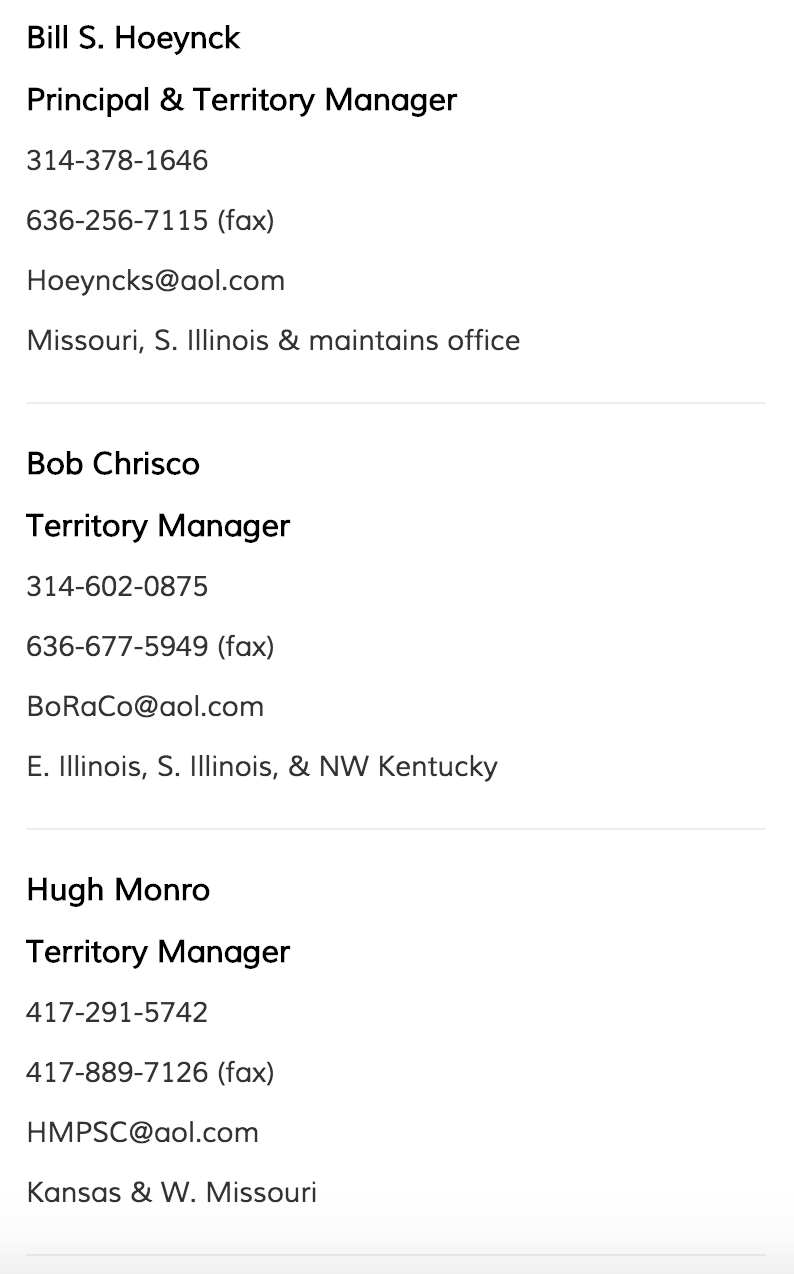 Bill S. Hoeynck
Principal & Territory Manager
314-378-1646
636-256-7115 (fax)
Hoeyncks@aol.com
Missouri, S. Illinois & maintains office
Bob Chrisco
Territory Manager
314-602-0875
636-677-5949 (fax)
BoRaCo@aol.com
E. Illinois, S. Illinois, & NW Kentucky
Hugh Monro
Territory Manager
417-291-5742
417-889-7126 (fax)
HMPSC@aol.com
Kansas & W. Missouri